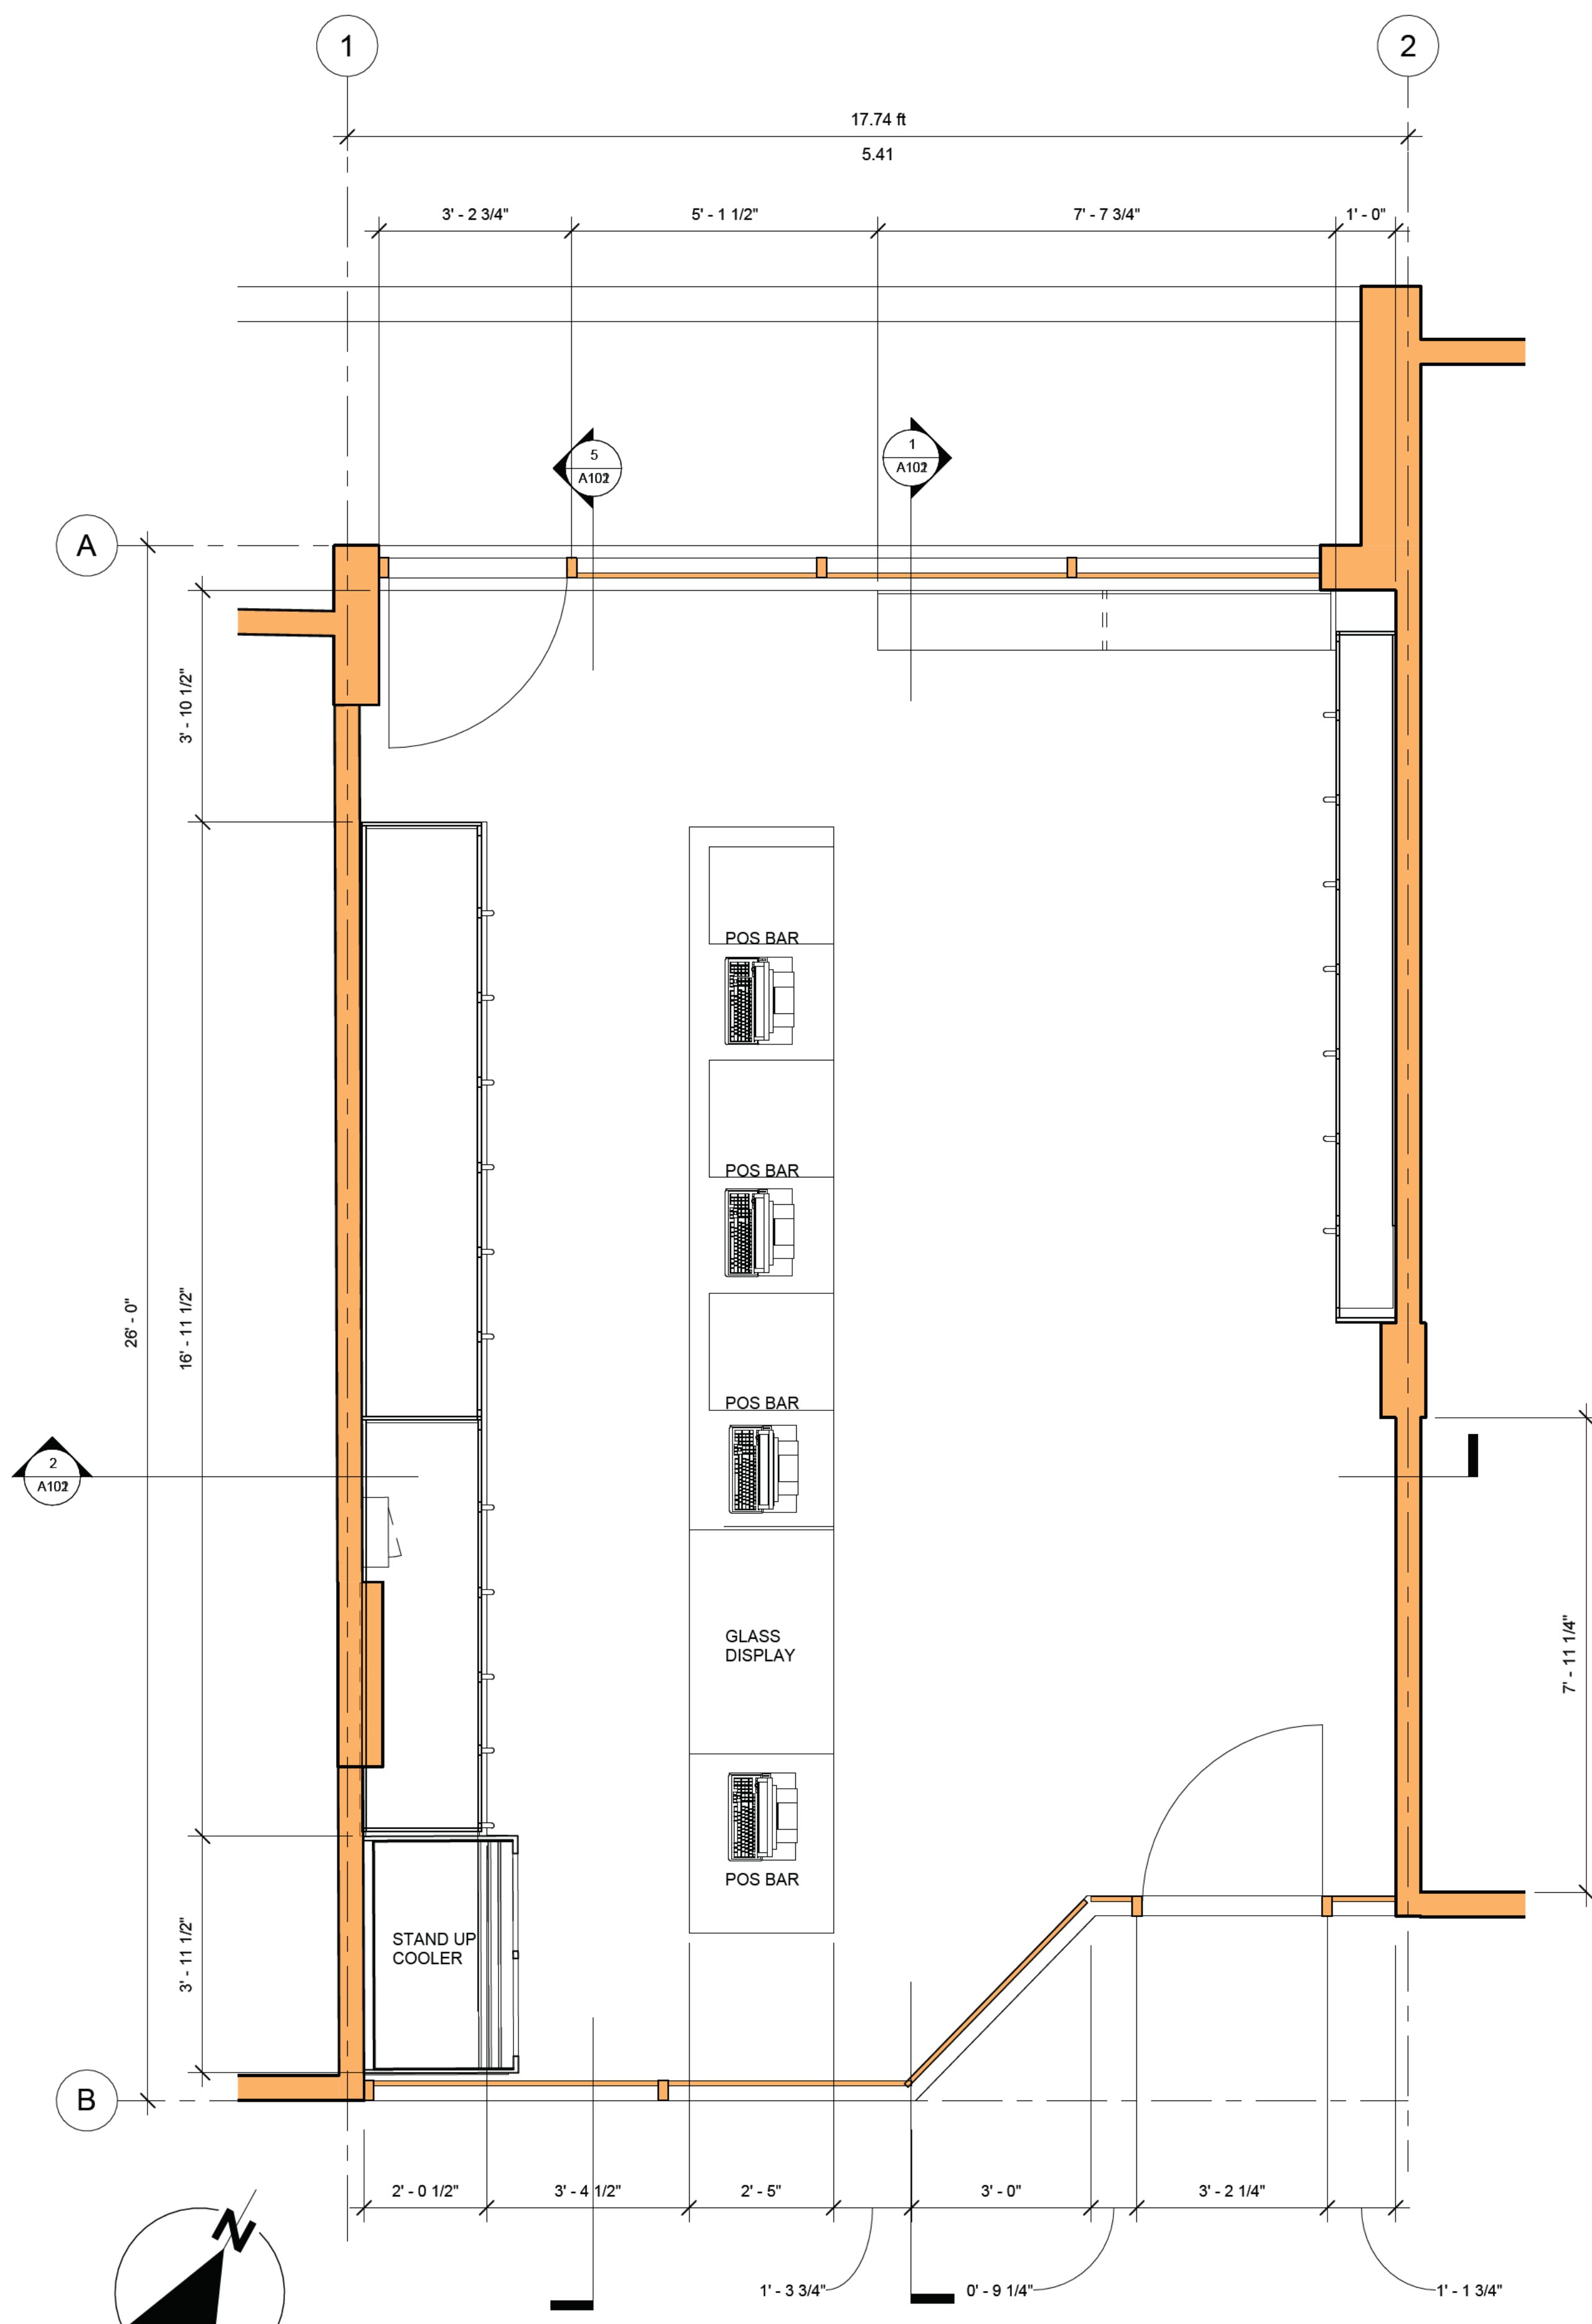 1
2
17.74 ft
5.41
3' - 2 3/4"
5' - 1 1/2"
7' - 7 3/4"
1' - 0"
5
1
A
3' - 10 1/2"
POS BAR
POS BAR
26' - 0"
16' - 11 1/2"
POS BAR
2
GLASS
DISPLAY
7' - 11 1/4"
POS BAR
STAND UP
COOLER
3' - 11 1/2"
B
2' - 0 1/2"
3' - 4 1/2"
2' - 5"
3' - 0"
3' - 2 1/4"
N
1' - 3 3/4"
0' - 9 1/4"
1' - 1 3/4"